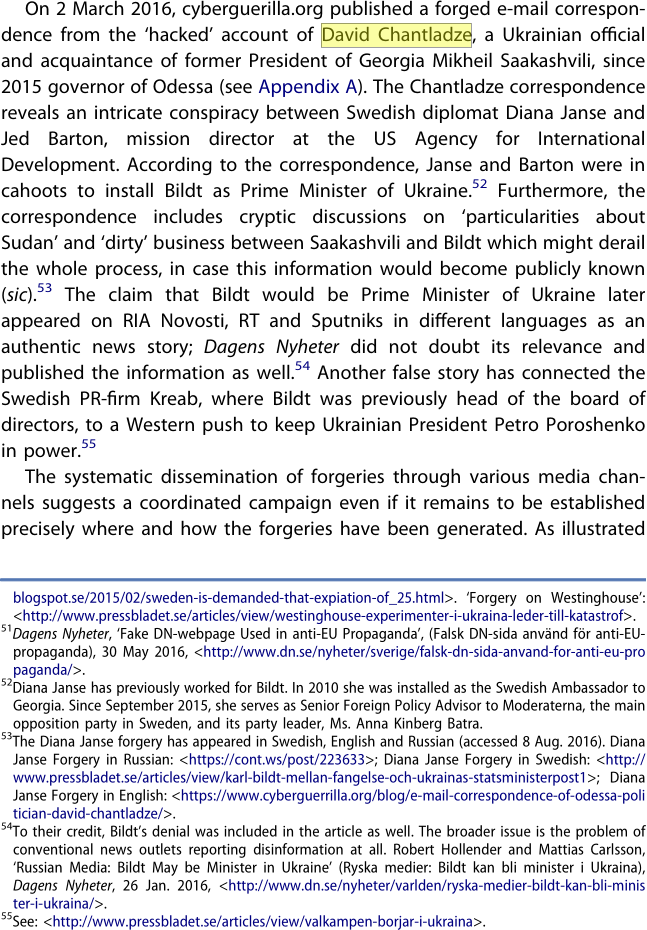 On 2 March 2016, cyberguerilla.org published a forged e-mail correspon-
dence from the ‘hacked’ account of David Chantladze, a Ukrainian official
and acquaintance of former President of Georgia Mikheil Saakashvili, since
2015 governor of Odessa (see Appendix A). The Chantladze correspondence
reveals an intricate conspiracy between Swedish diplomat Diana Janse and
Jed Barton, mission director at the US Agency for International
Development. According to the correspondence, Janse and Barton were in
cahoots to install Bildt as Prime Minister of Ukraine.52 Furthermore, the
correspondence includes cryptic discussions on ‘particularities about
Sudan’ and ‘dirty’ business between Saakashvili and Bildt which might derail
the whole process, in case this information would become publicly known
(sic).53 The claim that Bildt would be Prime Minister of Ukraine later
appeared on RIA Novosti, RT and Sputniks in different languages as an
authentic news story; Dagens Nyheter did not doubt its relevance and
published the information as well.54 Another false story has connected the
Swedish PR-firm Kreab, where Bildt was previously head of the board of
directors, to a Western push to keep Ukrainian President Petro Poroshenko
in power.55
The systematic dissemination of forgeries through various media chan-
nels suggests a coordinated campaign even if it remains to be established
precisely where and how the forgeries have been generated. As illustrated
blogspot.se/2015/02/sweden-is-demanded-that-expiation-of_25.html>. ‘Forgery on Westinghouse’:
<http://www.pressbladet.se/articles/view/westinghouse-experimenter-i-ukraina-leder-till-katastrof>.
51Dagens Nyheter, ‘Fake DN-webpage Used in anti-EU Propaganda’, (Falsk DN-sida använd för anti-EU-
propaganda), 30 May 2016, <http://www.dn.se/nyheter/sverige/falsk-dn-sida-anvand-for-anti-eu-pro
paganda/>.
52Diana Janse has previously worked for Bildt. In 2010 she was installed as the Swedish Ambassador to
Georgia. Since September 2015, she serves as Senior Foreign Policy Advisor to Moderaterna, the main
opposition party in Sweden, and its party leader, Ms. Anna Kinberg Batra.
53The Diana Janse forgery has appeared in Swedish, English and Russian (accessed 8 Aug. 2016). Diana
Janse Forgery in Russian: <https://cont.ws/post/223633>; Diana Janse Forgery in Swedish: <http://
www.pressbladet.se/articles/view/karl-bildt-mellan-fangelse-och-ukrainas-statsministerpost1>; Diana
Janse Forgery in English: <https://www.cyberguerrilla.org/blog/e-mail-correspondence-of-odessa-poli
tician-david-chantladze/>.
54To their credit, Bildt’s denial was included in the article as well. The broader issue is the problem of
conventional news outlets reporting disinformation at all. Robert Hollender and Mattias Carlsson,
‘Russian Media: Bildt May be Minister in Ukraine’ (Ryska medier: Bildt kan bli minister i Ukraina),
Dagens Nyheter, 26 Jan. 2016, <http://www.dn.se/nyheter/varlden/ryska-medier-bildt-kan-bli-minis
ter-i-ukraina/>.
55See: <http://www.pressbladet.se/articles/view/valkampen-borjar-i-ukraina>.